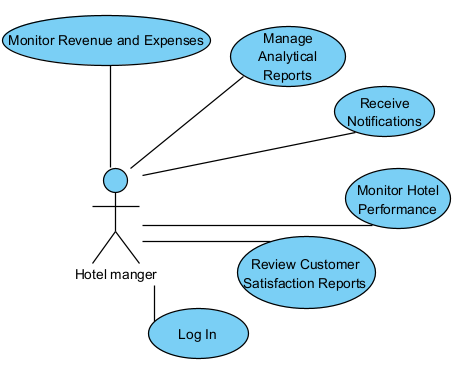 Monitor Revenue and Expenses
Manage
Analytical
Reports
Receive
Notifications
Monitor Hotel
Performance
Review Customer
Satisfaction Reports
Hotel manger
Log In